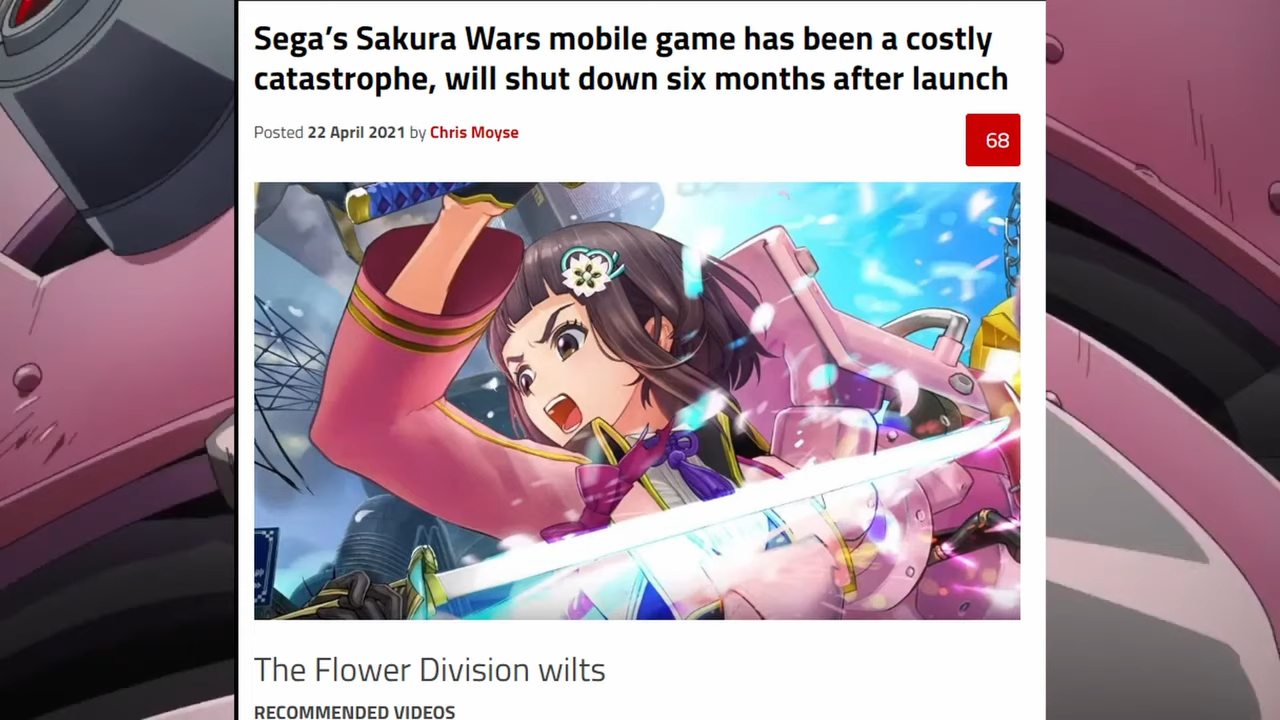 Sega’s Sakura Wars mobile game has been a costly
catastrophe, will shut down six months after launch
Posted 22 April 2021 by Chris Moyse
68
The Flower Division wilts
RECOMMENDED VIDEOS